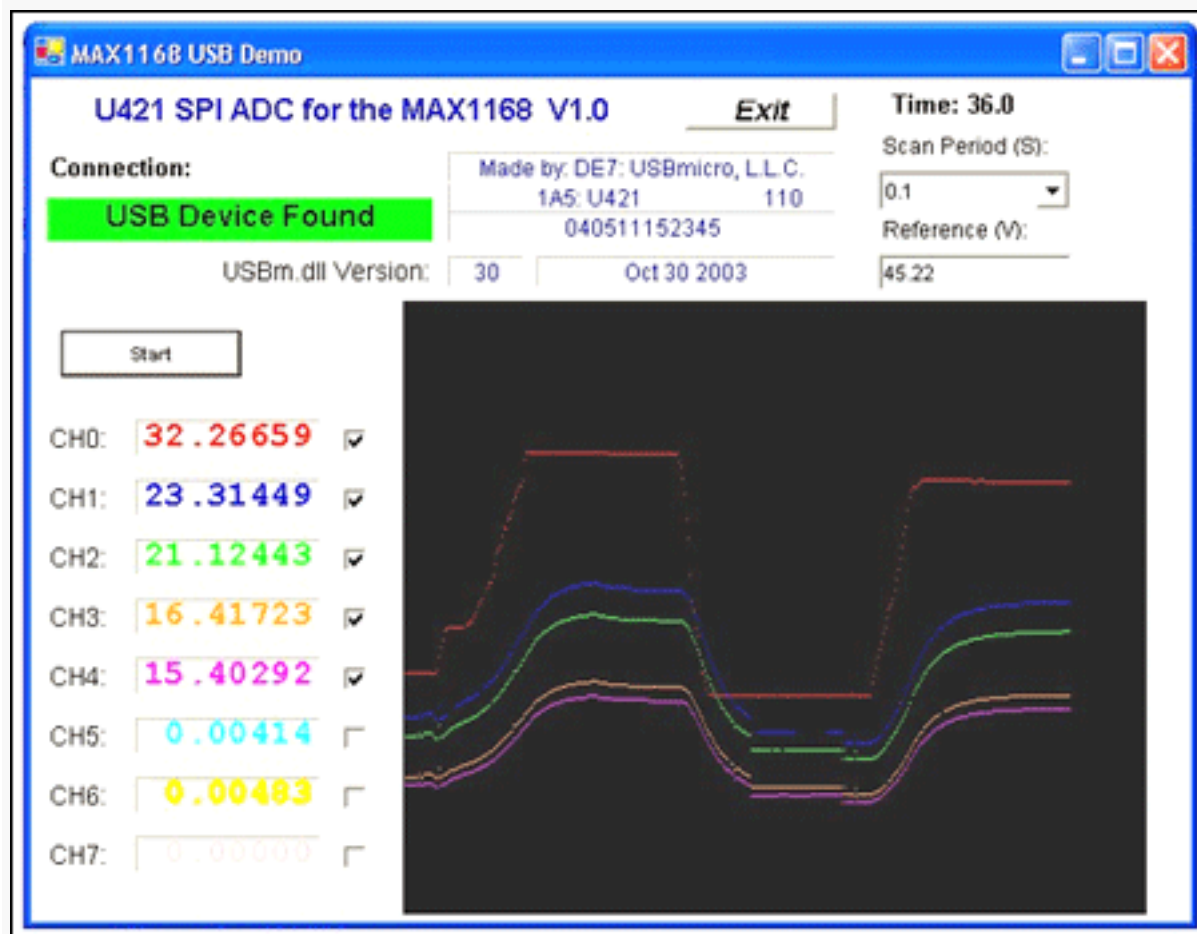 MAX1168 USB Demo
U421 SPI ADC for the MAX1168 V1.0
Exit
Time: 36.0
Connection:
Made by: DE7: USBmicro, L.L.C.
Scan Period (S):
USB Device Found
1A5: U421 110
0.1
040511152345
Reference (V):
USBm.dll Version: 30 Oct 30 2003
45.22
Start
CH0: 32.26659
CH1: 23.31449
CH2: 21.12443
CH3: 16.41723
CH4: 15.40292
CH5: 0.00414
CH6: 0.00483
CH7: 0.00000